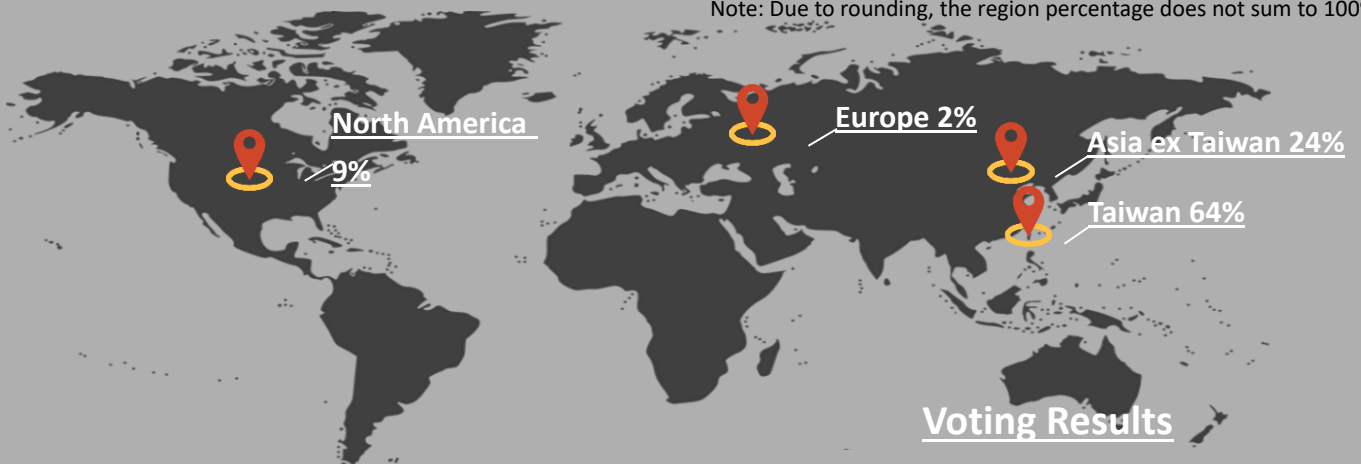 Note: Due to rounding, the region percentage does not sum to 100%
North America
9%
Europe 2%
Asia ex Taiwan 24%
Taiwan 64%
Voting Results